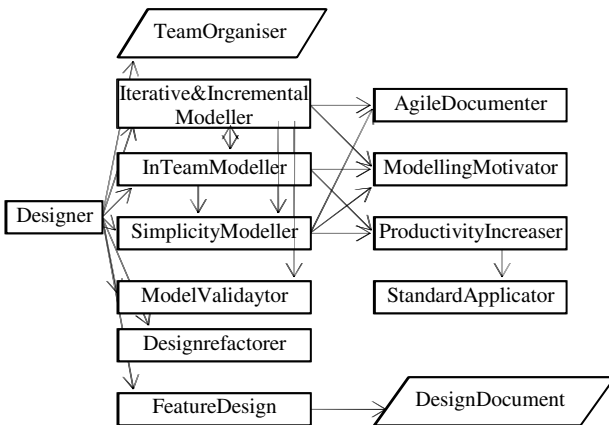 TeamOrganiser
Iterative&Incremental
Modeller
AgileDocumenter
InTeamModeller
ModellingMotivator
Designer
SimplicityModeller
ProductivityIncreaser
ModelValidaytor
StandardApplicator
Designrefactorer
FeatureDesign
DesignDocument